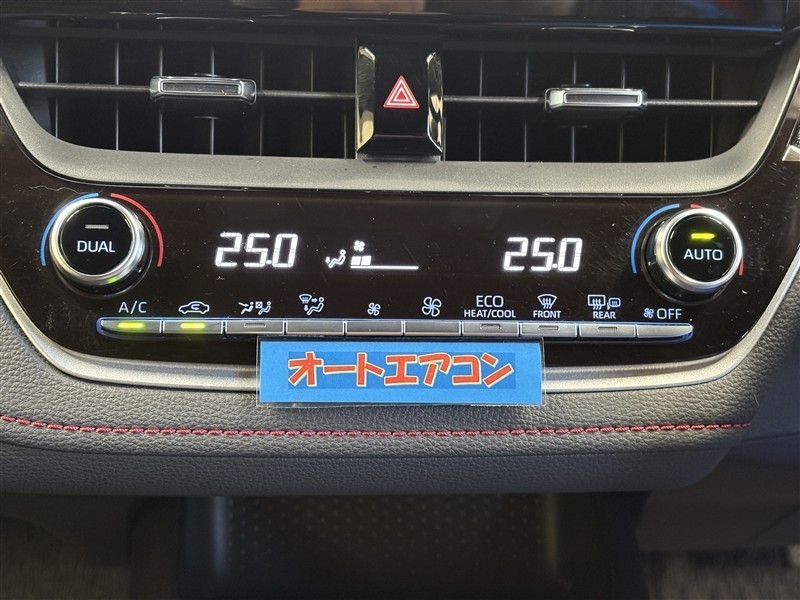 DUAL
25.0
25.0
AUTO
A/C
ECO
HEAT/COOL
FRONT
REAR
OFF
オートエアコン